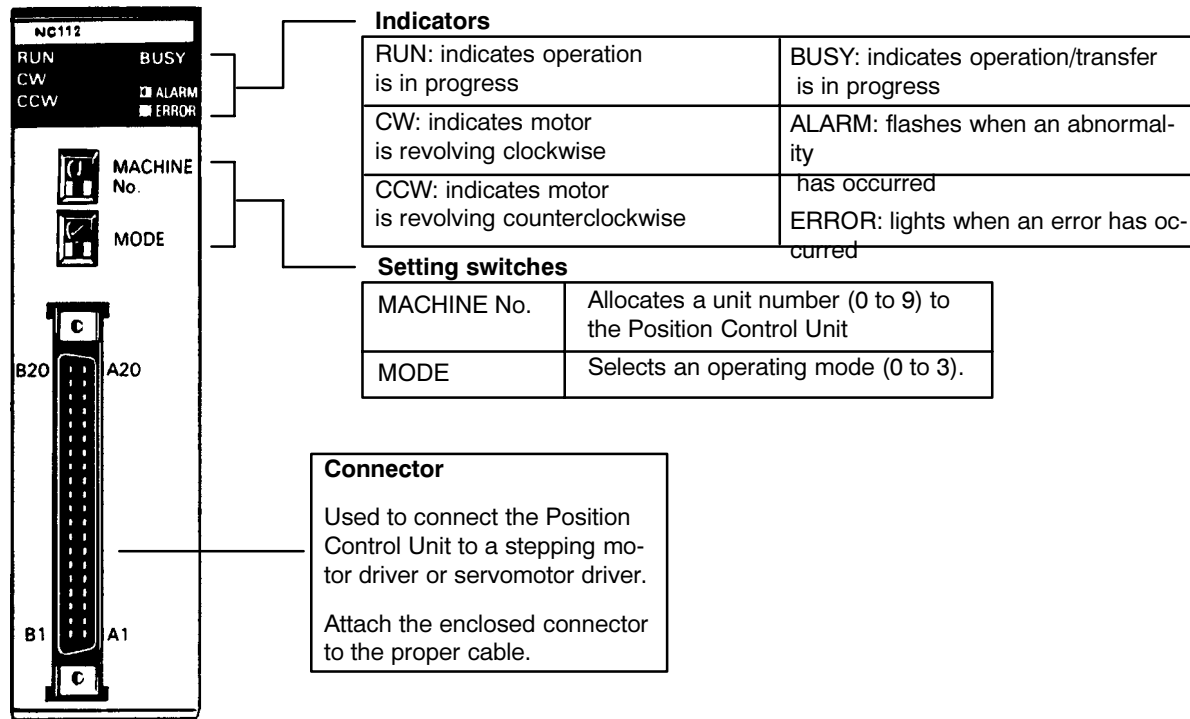 NC112
RUN BUSY
CW
CCW
ALARM
ERROR
MACHINE
No.
MODE
B20 A20
B1 A1
Indicators
RUN: indicates operation
is in progress
BUSY: indicates operation/transfer
is in progress
CW: indicates motor
is revolving clockwise
ALARM: flashes when an abnormal-
ity
has occurred
CCW: indicates motor
is revolving counterclockwise
ERROR: lights when an error has oc-
curred
Setting switches
MACHINE No.
Allocates a unit number (0 to 9) to
the Position Control Unit
MODE
Selects an operating mode (0 to 3).
Connector
Used to connect the Position
Control Unit to a stepping mo-
tor driver or servomotor driver.
Attach the enclosed connector
to the proper cable.